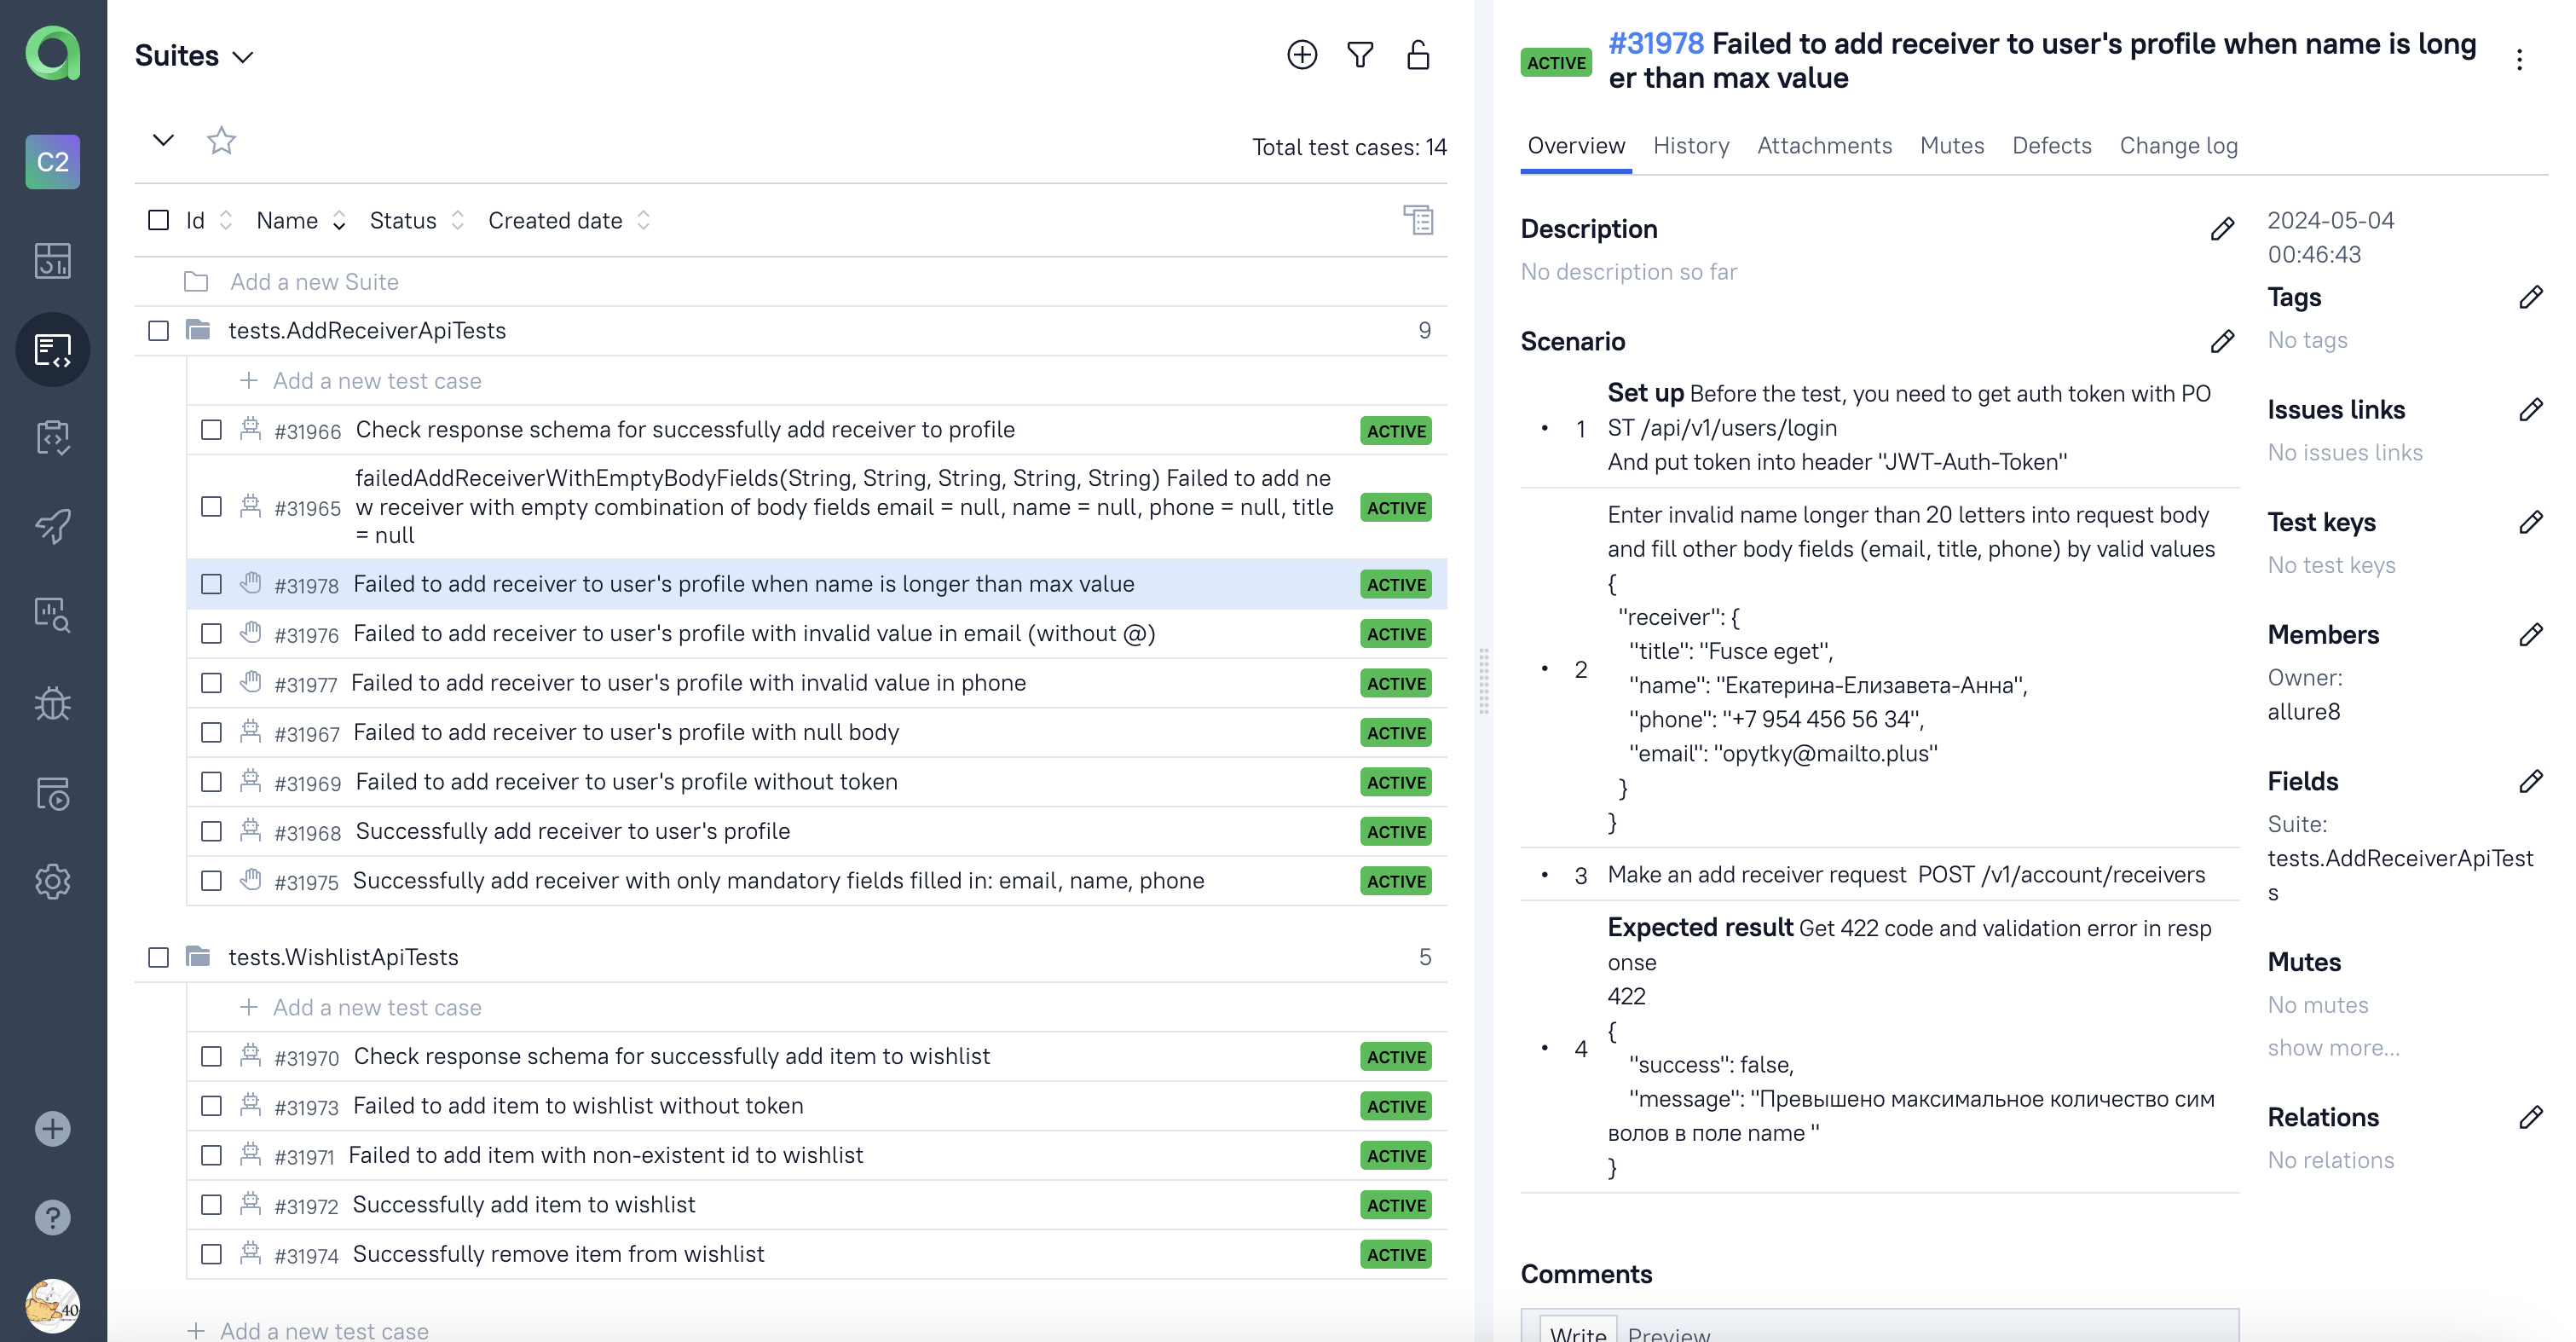 C2
Suites
Total test cases: 14
Id Name Status Created date
Add a new Suite
tests.AddReceiverApiTests 9
Add a new test case
#31966 Check response schema for successfully add receiver to profile ACTIVE
failedAddReceiverWithEmptyBodyFields(String, String, String, String, String) Failed to add ne
#31965 w receiver with empty combination of body fields email = null, name = null, phone = null, title ACTIVE
= null
#31978 Failed to add receiver to user's profile when name is longer than max value ACTIVE
#31976 Failed to add receiver to user's profile with invalid value in email (without @) ACTIVE
#31977 Failed to add receiver to user's profile with invalid value in phone ACTIVE
#31967 Failed to add receiver to user's profile with null body ACTIVE
#31969 Failed to add receiver to user's profile without token ACTIVE
#31968 Successfully add receiver to user's profile ACTIVE
#31975 Successfully add receiver with only mandatory fields filled in: email, name, phone ACTIVE
tests.WishlistApiTests 5
Add a new test case
#31970 Check response schema for successfully add item to wishlist ACTIVE
#31973 Failed to add item to wishlist without token ACTIVE
#31971 Failed to add item with non-existent id to wishlist ACTIVE
#31972 Successfully add item to wishlist ACTIVE
#31974 Successfully remove item from wishlist ACTIVE
Add a new test case
40
ACTIVE #31978 Failed to add receiver to user's profile when name is long
er than max value
Overview History Attachments Mutes Defects Change log
Description
No description so far
Scenario
Set up Before the test, you need to get auth token with PO
1 ST /api/v1/users/login
And put token into header "JWT-Auth-Token"
Enter invalid name longer than 20 letters into request body
and fill other body fields (email, title, phone) by valid values
{
"receiver": {
"title": "Fusce eget",
2 "name": "Екатерина-Елизавета-Анна",
"phone": "+7 954 456 56 34",
"email": "opytky@mailto.plus"
}
}
3 Make an add receiver request POST /v1/account/receivers
Expected result Get 422 code and validation error in resp
onse
422
{
4 "success": false,
"message": "Превышено максимальное количество сим
волов в поле name "
}
Comments
Write Preview
2024-05-04
00:46:43
Tags
No tags
Issues links
No issues links
Test keys
No test keys
Members
Owner:
allure8
Fields
Suite:
tests.AddReceiverApiTest
s
Mutes
No mutes
show more...
Relations
No relations